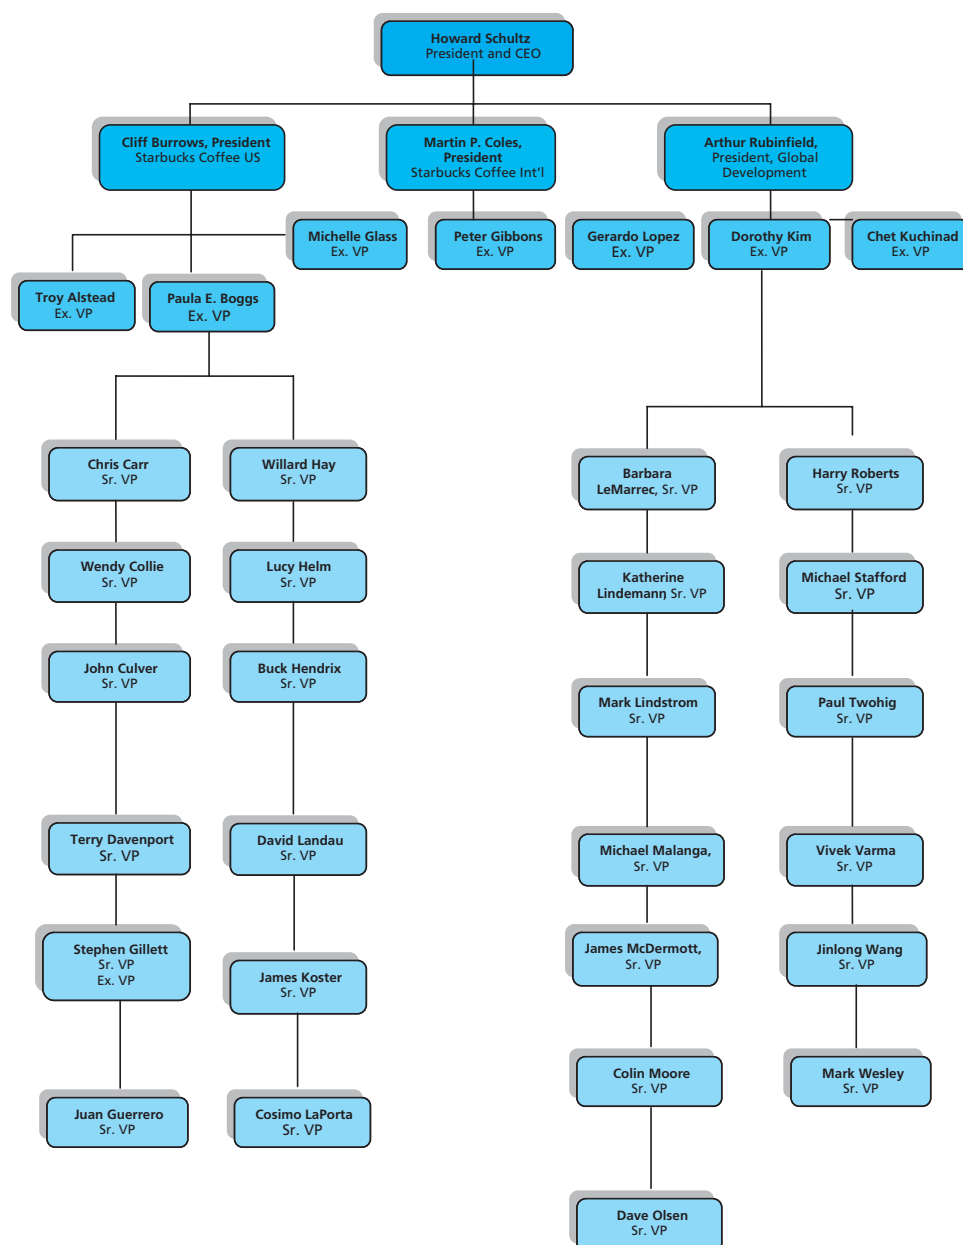 Howard Schultz
President and CEO
Cliff Burrows, President
Starbucks Coffee US
Martin P. Coles,
President
Starbucks Coffee Int'l
Arthur Rubinfield,
President, Global
Development
Michelle Glass
Ex. VP
Peter Gibbons
Ex. VP
Gerardo Lopez
Ex. VP
Dorothy Kim
Ex. VP
Chet Kuchinad
Ex. VP
Troy Alstead
Ex. VP
Paula E. Boggs
Ex. VP
Chris Carr
Sr. VP
Willard Hay
Sr. VP
Barbara
LeMarrec, Sr. VP
Harry Roberts
Sr. VP
Wendy Collie
Sr. VP
Lucy Helm
Sr. VP
Katherine
Lindemann, Sr. VP
Michael Stafford
Sr. VP
John Culver
Sr. VP
Buck Hendrix
Sr. VP
Mark Lindstrom
Sr. VP
Paul Twohig
Sr. VP
Terry Davenport
Sr. VP
David Landau
Sr. VP
Michael Malanga,
Sr. VP
Vivek Varma
Sr. VP
Stephen Gillett
Sr. VP
Ex. VP
James Koster
Sr. VP
James McDermott,
Sr. VP
Jinlong Wang
Sr. VP
Colin Moore
Sr. VP
Mark Wesley
Sr. VP
Juan Guerrero
Sr. VP
Cosimo LaPorta
Sr. VP
Dave Olsen
Sr. VP